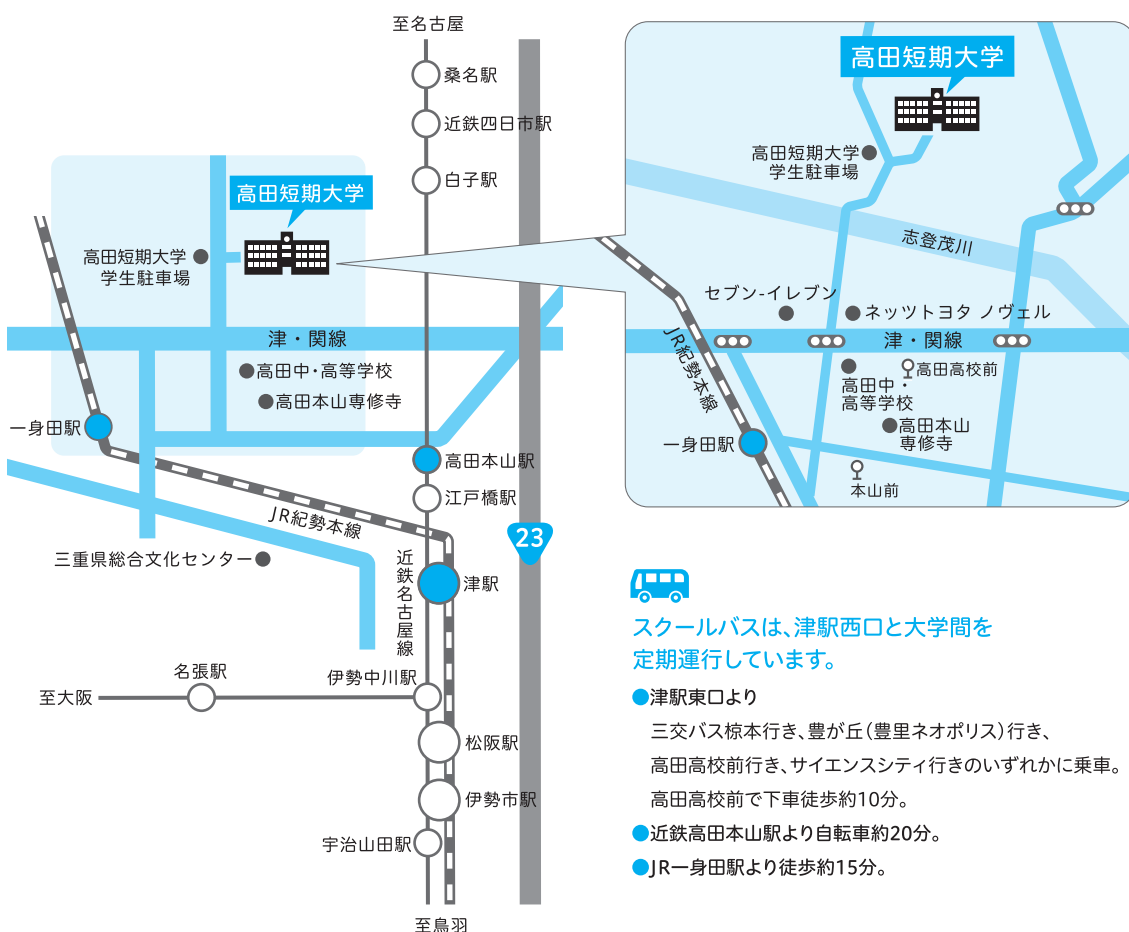 至名古屋
桑名駅
近鉄四日市駅
白子駅
高田短期大学
高田短期大学
学生駐車場
津・関線
高田中・高等学校
高田本山専修寺
一身田駅
高田本山駅
江戸橋駅
JR紀勢本線
三重県総合文化センター
近鉄名古屋線
津駅
23
名張駅
伊勢中川駅
至大阪
松阪駅
伊勢市駅
宇治山田駅
至鳥羽
高田短期大学
高田短期大学
学生駐車場
志登茂川
セブン-イレブン
ネッツトヨタ ノヴェル
JR紀勢本線
津・関線
高田高校前
高田中・
高等学校
高田本山
専修寺
一身田駅
本山前
スクールバスは、津駅西口と大学間を
定期運行しています。
●津駅東口より
三交バス椋本行き、豊が丘(豊里ネオポリス)行き、
高田高校前行き、サイエンスシティ行きのいずれかに乗車。
高田高校前で下車徒歩約10分。
●近鉄高田本山駅より自転車約20分。
●JR一身田駅より徒歩約15分。